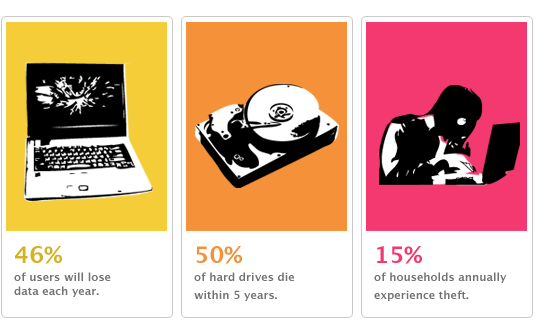 46%
of users will lose
data each year.
50%
of hard drives die
within 5 years.
15%
of households annually
experience theft.